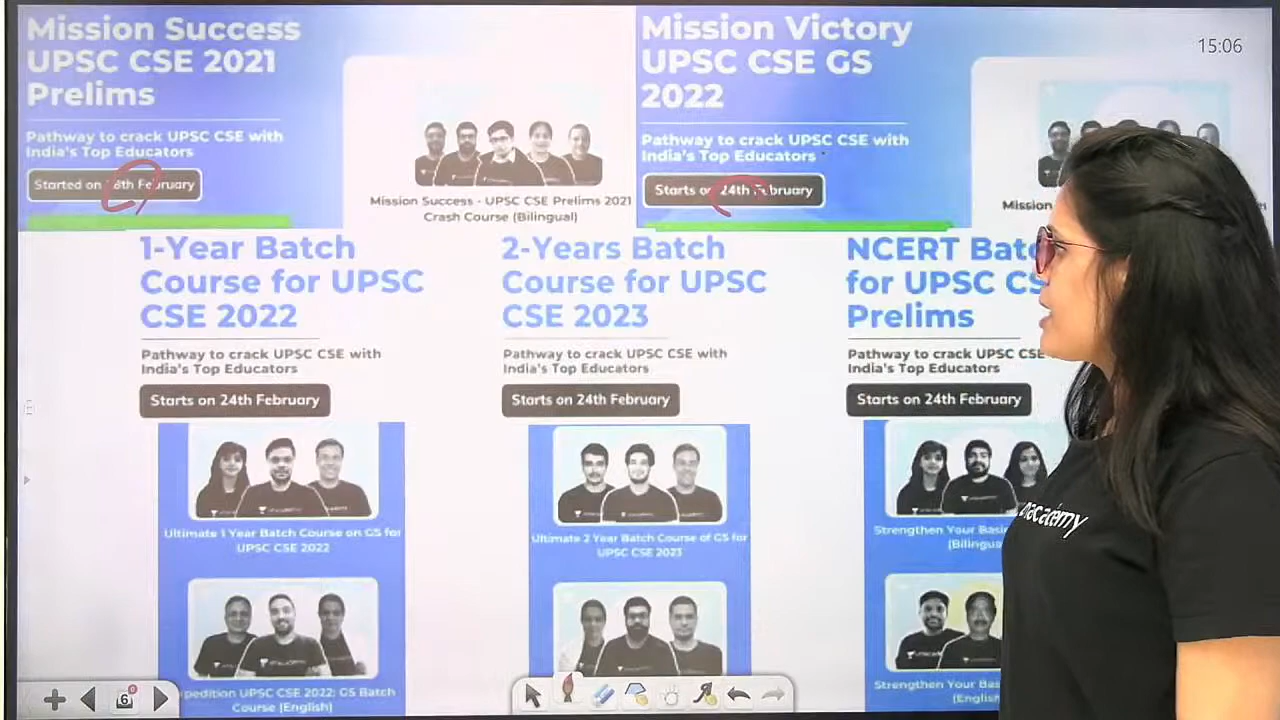 Mission Success
UPSC CSE 2021
Prelims
Pathway to crack UPSC CSE with
India's Top Educators
Started on 8th February
Mission Success - UPSC CSE Prelims 2021
Crash Course (Bilingual)
Mission Victory
UPSC CSE GS
2022
Pathway to crack UPSC CSE with
India's Top Educators
Starts on 24th February
Mission
15:06
1-Year Batch
Course for UPSC
CSE 2022
Pathway to crack UPSC CSE with
India's Top Educators
Starts on 24th February
Ultimate 1 Year Batch Course on GS for
UPSC CSE 2022
Expedition UPSC CSE 2022: GS Batch
Course (English)
2-Years Batch
Course for UPSC
CSE 2023
Pathway to crack UPSC CSE with
India's Top Educators
Starts on 24th February
Ultimate 2 Year Batch Course of GS for
UPSC CSE 2023
NCERT
for UPSC
Prelims
Pathway to crack UPSC
India's Top Educators
Starts on 24th February
Strengthen Your
Strengthen Your
unacademy
6